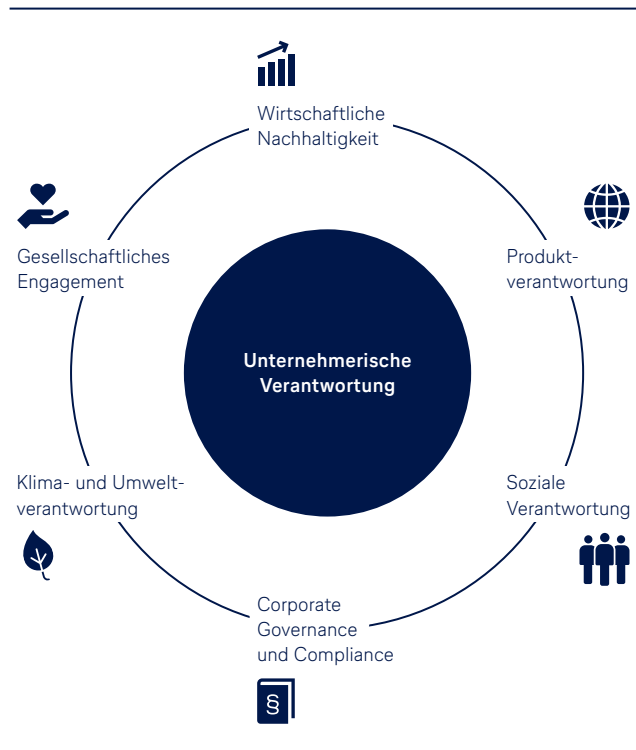 Wirtschaftliche
Nachhaltigkeit
Gesellschaftliches
Engagement
Produkt-
verantwortung
Unternehmerische
Verantwortung
Klima- und Umwelt-
verantwortung
Soziale
Verantwortung
Corporate
Governance
und Compliance
§